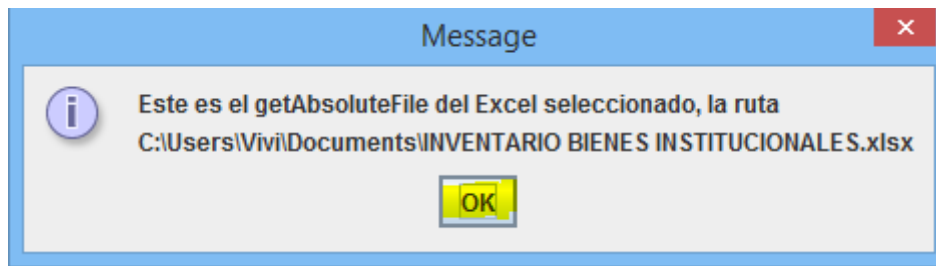 Message
Este es el getAbsoluteFile del Excel seleccionado, la ruta
C:\Users\Vivi\Documents\INVENTARIO BIENES INSTITUCIONALES.xlsx
OK